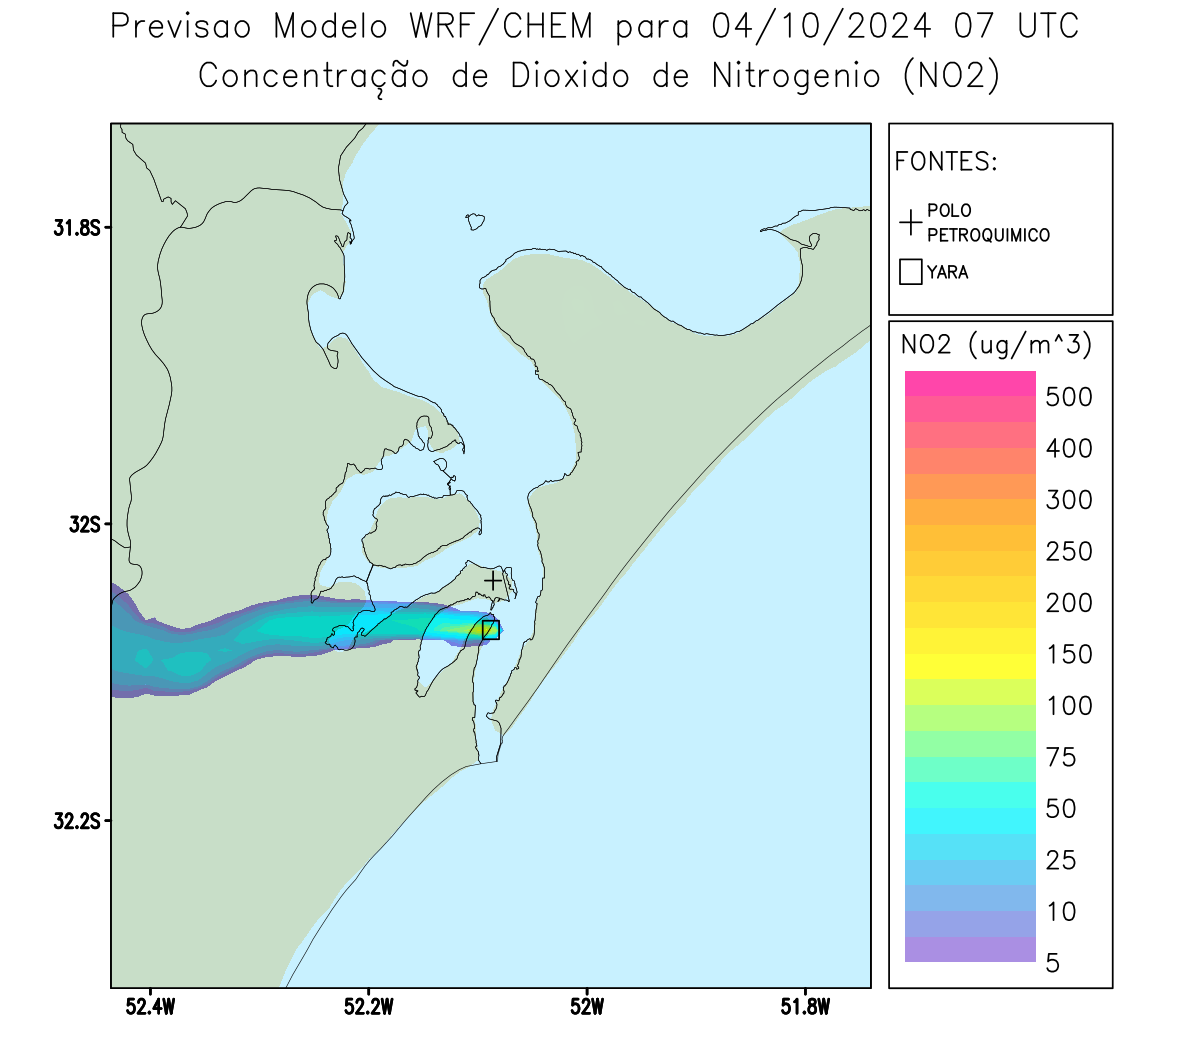 Previsao Modelo WRF/CHEM para 04/10/2024 07 UTC
Concentração de Dioxido de Nitrogenio (NO2)
FONTES:
POLO
PETROQUIMICO
YARA
NO2 (ug/m^3)
500
400
300
250
200
150
100
75
50
25
10
5
31.8S
32S
32.2S
52.4W
52.2W
52W
51.8W